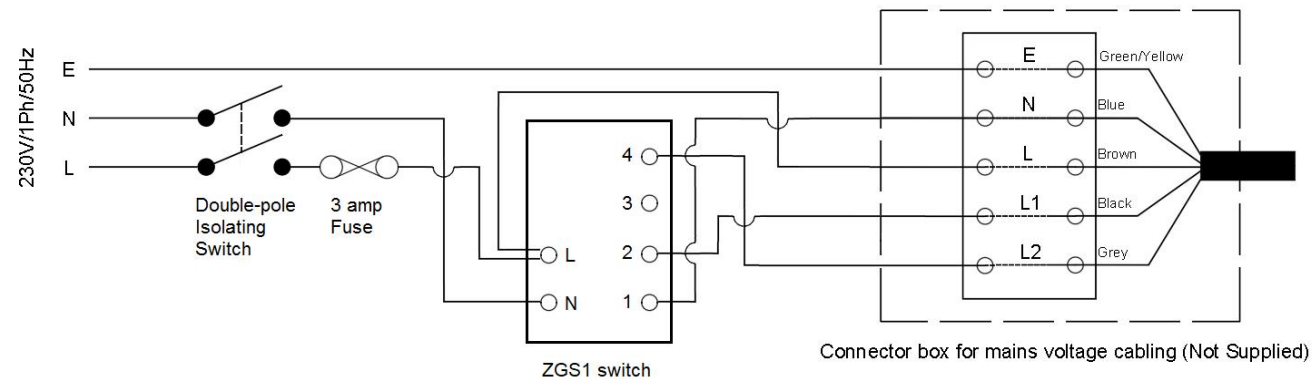 230V/1Ph/50Hz
E
N
L
Double-pole
Isolating
Switch
3 amp
Fuse
4
3
2
1
L
N
ZGS1 switch
E
N
L
L1
L2
Green/Yellow
Blue
Brown
Black
Grey
Connector box for mains voltage cabling (Not Supplied)